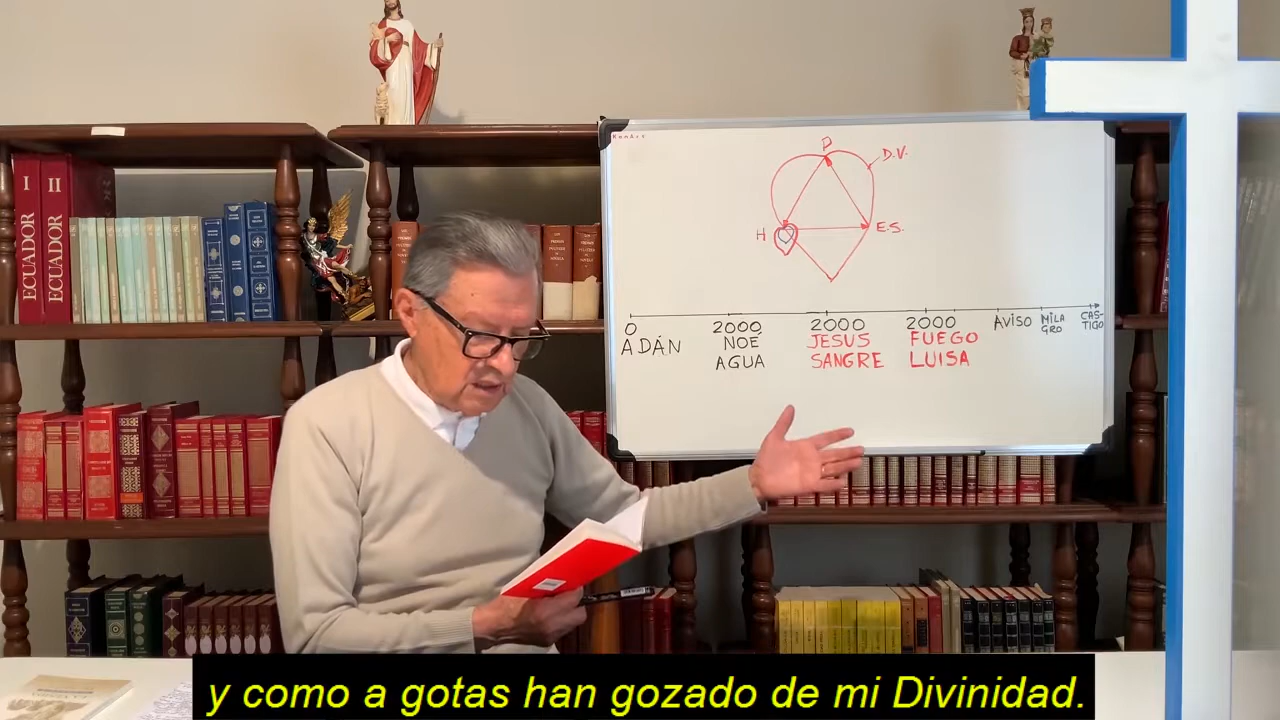 P
D.V.
H
E.S.
0
ADÁN
2000
NOE
AGUA
2000
JESUS
SANGRE
2000
FUEGO
LUISA
AVISO
MILA
GRO
CAS-
TIGO
I
ECUADOR
II
ECUADOR
y como a gotas han gozado de mi Divinidad.